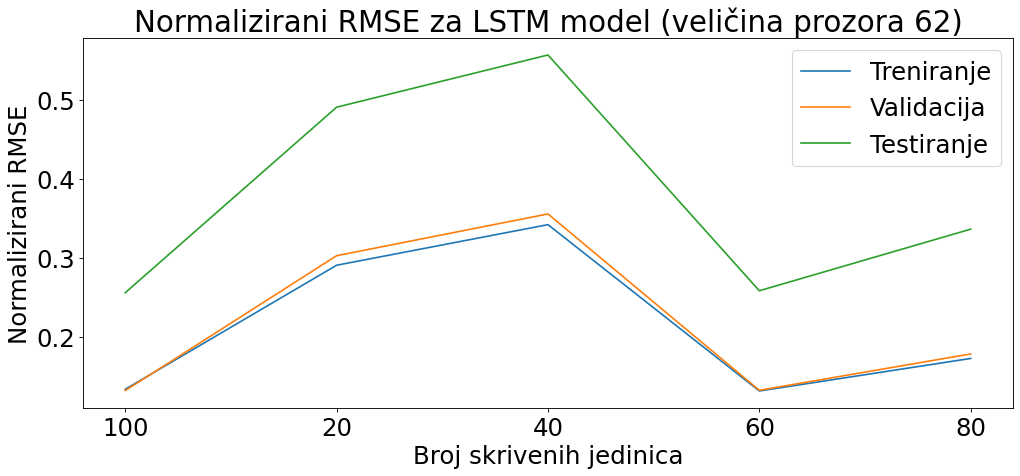 Normalizirani RMSE za LSTM model (veličina prozora 62)
Treniranje
Validacija
Testiranje
Normalizirani RMSE
0.5
0.4
0.3
0.2
100 20 40 60 80
Broj skrivenih jedinica